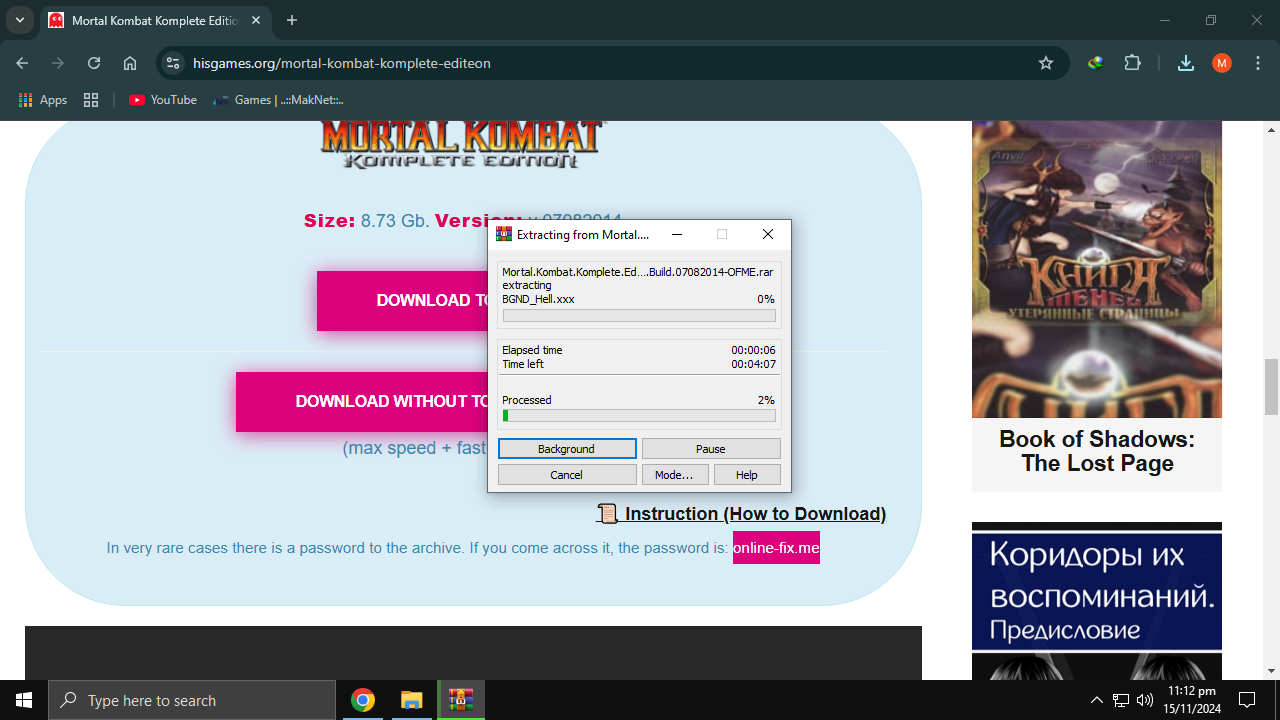 Mortal Kombat Komplete Editio
hisgames.org/mortal-kombat-komplete-editeon
M
Apps
YouTube
Games | ..::MakNet::..
MORTAL KOMBAT
KOMPLETE EDITION
Size: 8.73 Gb. Version: v 07082014
DOWNLOAD TO
DOWNLOAD WITHOUT TO
(max speed + fast
📜 Instruction (How to Download)
In very rare cases there is a password to the archive. If you come across it, the password is: online-fix.me
Extracting from Mortal....
Mortal.Kombat.Komplete.Ed....Build.07082014-OFME.rar
extracting
BGND_Hell.xxx 0%
Elapsed time 00:00:06
Time left 00:04:07
Processed 2%
Background Pause
Cancel Mode... Help
Anvil
КНИГА
ТЕНЕЙ
УТЕРЯННЫЕ СТРАНИЦЫ
Book of Shadows:
The Lost Page
Коридоры их
воспоминаний.
Предисловие
Type here to search
11:12 pm
15/11/2024